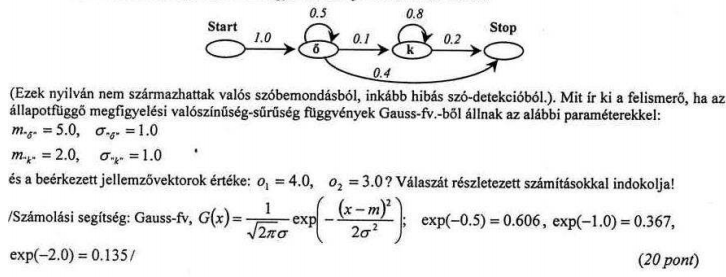 0.5 0.8
Start Stop
1.0 ő 0.1 k 0.2
0.4
(Ezek nyilván nem származhattak valós szóbemondásból, inkább hibás szó-detekcióból.). Mit ír ki a felismerő, ha az
állapotfüggő megfigyelési valószínűség-sűrűség függvények Gauss-fv.-ből állnak az alábbi paraméterekkel:
m"ő" = 5.0, σ"ő" = 1.0
m"k" = 2.0, σ"k" = 1.0
és a beérkezett jellemzővektorok értéke: o₁ = 4.0, o₂ = 3.0? Válaszát részletezett számításokkal indokolja!
/Számolási segítség: Gauss-fv, G(x) = 1/(√(2π)σ) exp(−(x−m)²/(2σ²)); exp(-0.5) = 0.606, exp(-1.0) = 0.367,
exp(-2.0) = 0.135/ (20 pont)